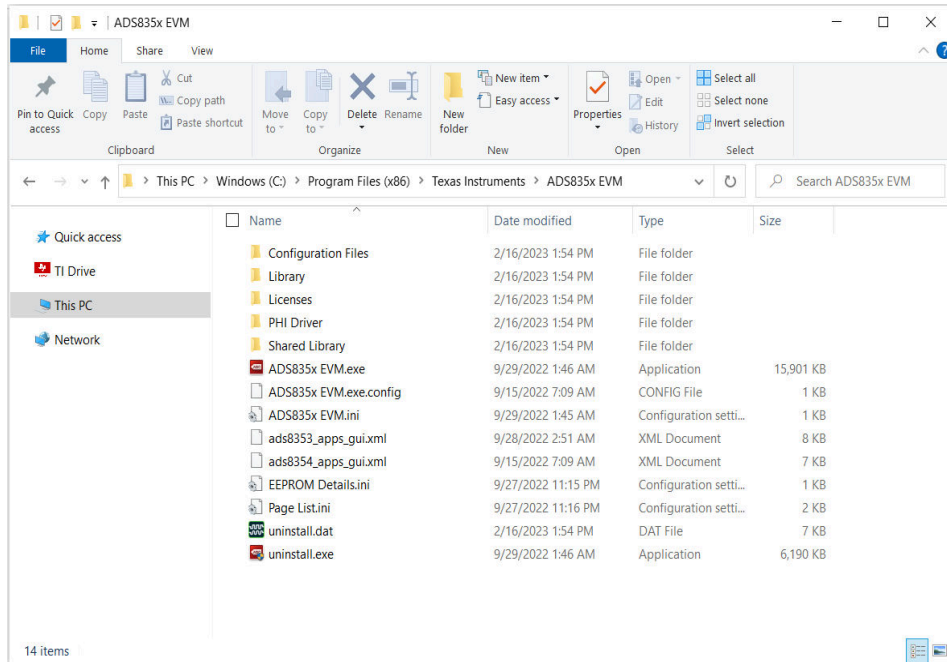 ADS835x EVM
File Home Share View
Pin to Quick access
Copy
Paste
Cut
Copy path
Paste shortcut
Clipboard
Move to
Copy to
Delete
Rename
Organize
New folder
New item
Easy access
New
Properties
Open
Edit
History
Open
Select all
Select none
Invert selection
Select
This PC > Windows (C:) > Program Files (x86) > Texas Instruments > ADS835x EVM
Search ADS835x EVM
Quick access
TI Drive
This PC
Network
Name Date modified Type Size
Configuration Files 2/16/2023 1:54 PM File folder
Library 2/16/2023 1:54 PM File folder
Licenses 2/16/2023 1:54 PM File folder
PHI Driver 2/16/2023 1:54 PM File folder
Shared Library 2/16/2023 1:54 PM File folder
ADS835x EVM.exe 9/29/2022 1:46 AM Application 15,901 KB
ADS835x EVM.exe.config 9/15/2022 7:09 AM CONFIG File 1 KB
ADS835x EVM.ini 9/29/2022 1:45 AM Configuration setti... 1 KB
ads8353_apps_gui.xml 9/28/2022 2:51 AM XML Document 8 KB
ads8354_apps_gui.xml 9/15/2022 7:09 AM XML Document 7 KB
EEPROM Details.ini 9/27/2022 11:15 PM Configuration setti... 1 KB
Page List.ini 9/27/2022 11:16 PM Configuration setti... 2 KB
uninstall.dat 2/16/2023 1:54 PM DAT File 7 KB
uninstall.exe 9/29/2022 1:46 AM Application 6,190 KB
14 items